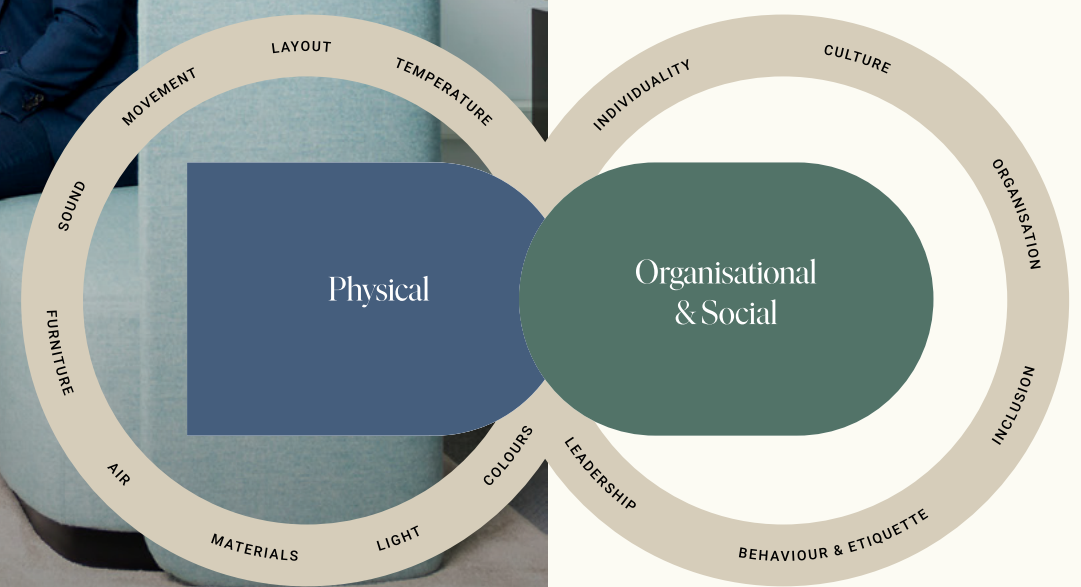 LAYOUT
TEMPERATURE
MOVEMENT
SOUND
FURNITURE
AIR
MATERIALS
LIGHT
COLOURS
Physical
INDIVIDUALITY
CULTURE
ORGANISATION
INCLUSION
BEHAVIOUR & ETIQUETTE
LEADERSHIP
Organisational
& Social